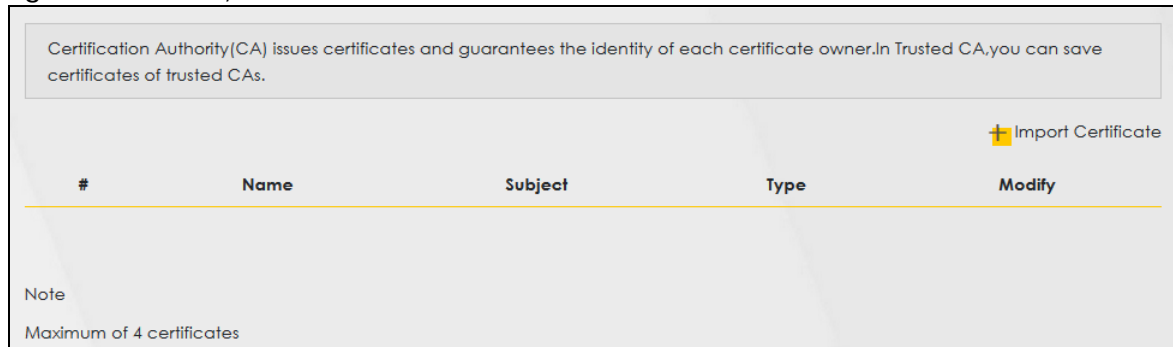 Certification Authority(CA) issues certificates and guarantees the identity of each certificate owner.In Trusted CA,you can save
certificates of trusted CAs.
Import Certificate
# Name Subject Type Modify
Note
Maximum of 4 certificates